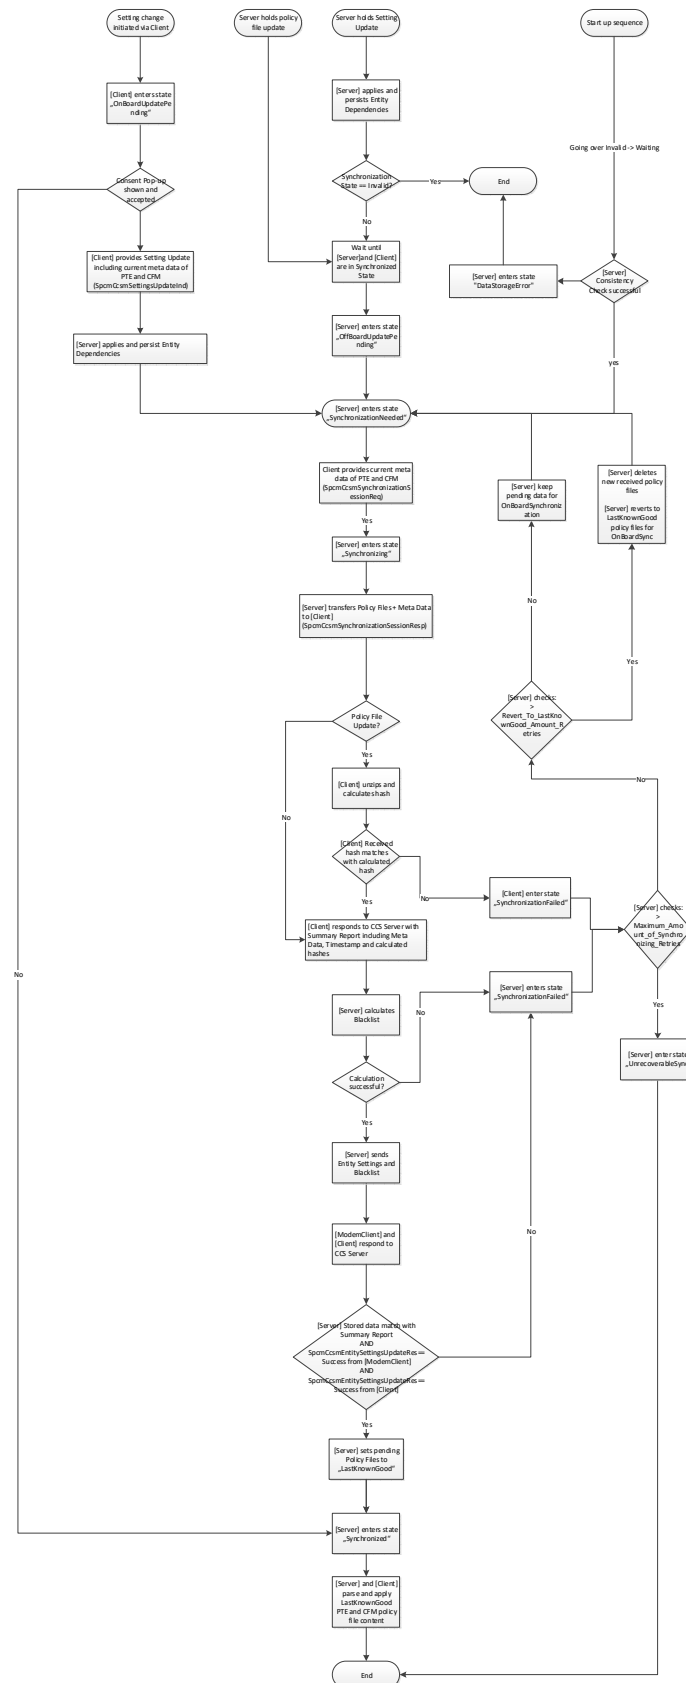 Setting change
initiated via Client
Server holds policy
file update
Server holds Setting
Update
Start up sequence
[Client] enters state
„OnBoardUpdatePe
nding“
[Server] applies and
persists Entity
Dependencies
Going over Invalid -> Waiting
Consent Pop-up
shown and
accepted
Synchronization
State == Invalid?
Yes
End
No
[Client] provides Setting Update
including current meta data of
PTE and CFM
(SpcmCcsmSettingsUpdateInd)
Wait until
[Server]and [Client]
are in Synchronized
State
[Server] enters state
"DataStorageError"
[Server]
Consistency
Check successful
[Server] applies and persist Entity
Dependencies
[Server] enters state
„OffBoardUpdatePe
nding“
yes
[Server] enters state
„SynchronizationNeeded“
Client provides current meta
data of PTE and CFM
(SpcmCcsmSynchronizationS
essionReq)
[Server] keep
pending data for
OnBoardSynchroniz
ation
[Server] deletes
new received policy
files
[Server] reverts to
LastKnownGood
policy files for
OnBoardSync
Yes
[Server] enters state
„Synchronizing“
[Server] transfers Policy Files + Meta Data
to [Client]
(SpcmCcsmSynchronizationSessionResp)
No
Yes
Policy File
Update?
[Server] checks:
>
Revert_To_LastKno
wnGood_Amount_R
etries
Yes
[Client] unzips and
calculates hash
No
No
[Client] Received
hash matches
with calculated
hash
No
Yes
[Client] enter state
„SynchronizationFailed“
[Client] responds to CCS Server with
Summary Report including Meta
Data, Timestamp and calculated
hashes
[Server] checks:
>
Maximum_Amo
unt_of_Synchro
nizing_Retries
No
[Server] enters state
„SynchronizationFailed“
Yes
[Server] calculates
Blacklist
No
Calculation
successful?
[Server] enter state
„UnrecoverableSync
Yes
[Server] sends
Entity Settings and
Blacklist
[ModemClient] and
[Client] respond to
CCS Server
No
[Server] Stored data match with
Summary Report
AND
SpcmCcsmEntitySettingsUpdateRes ==
Success from [ModemClient]
AND
SpcmCcsmEntitySettingsUpdateRes ==
Success from [Client]
Yes
[Server] sets pending
Policy Files to
„LastKnownGood“
[Server] enters state
„Synchronized“
[Server] and [Client]
parse and apply
LastKnownGood
PTE and CFM policy
file content
End